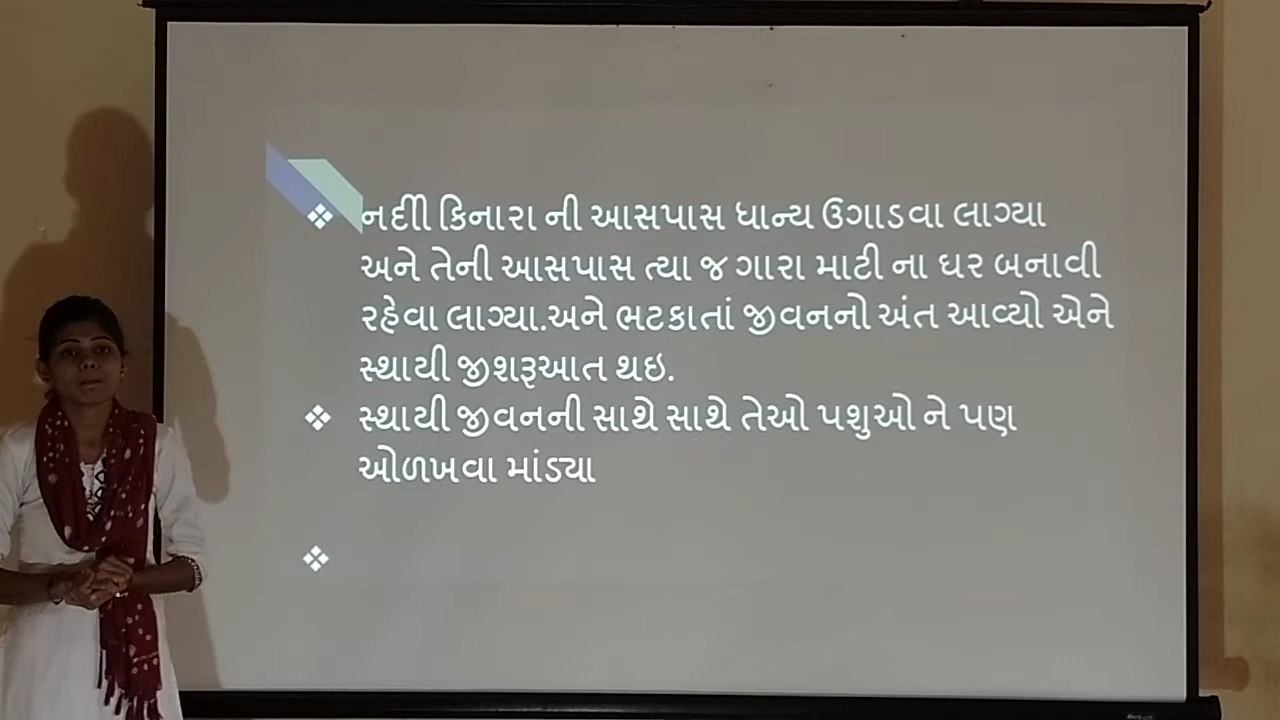 ❖ નદીી કિનારા ની આસપાસ ધાન્ય ઉગાડવા લાગ્યા
અને તેની આસપાસ ત્યા જ ગારા માટી ના ઘર બનાવી
રહેવા લાગ્યા.અને ભટકાતાં જીવનનો અંત આવ્યો એને
સ્થાયી જીશરૂઆત થઇ.
❖ સ્થાયી જીવનની સાથે સાથે તેઓ પશુઓ ને પણ
ઓળખવા માંડ્યા
❖